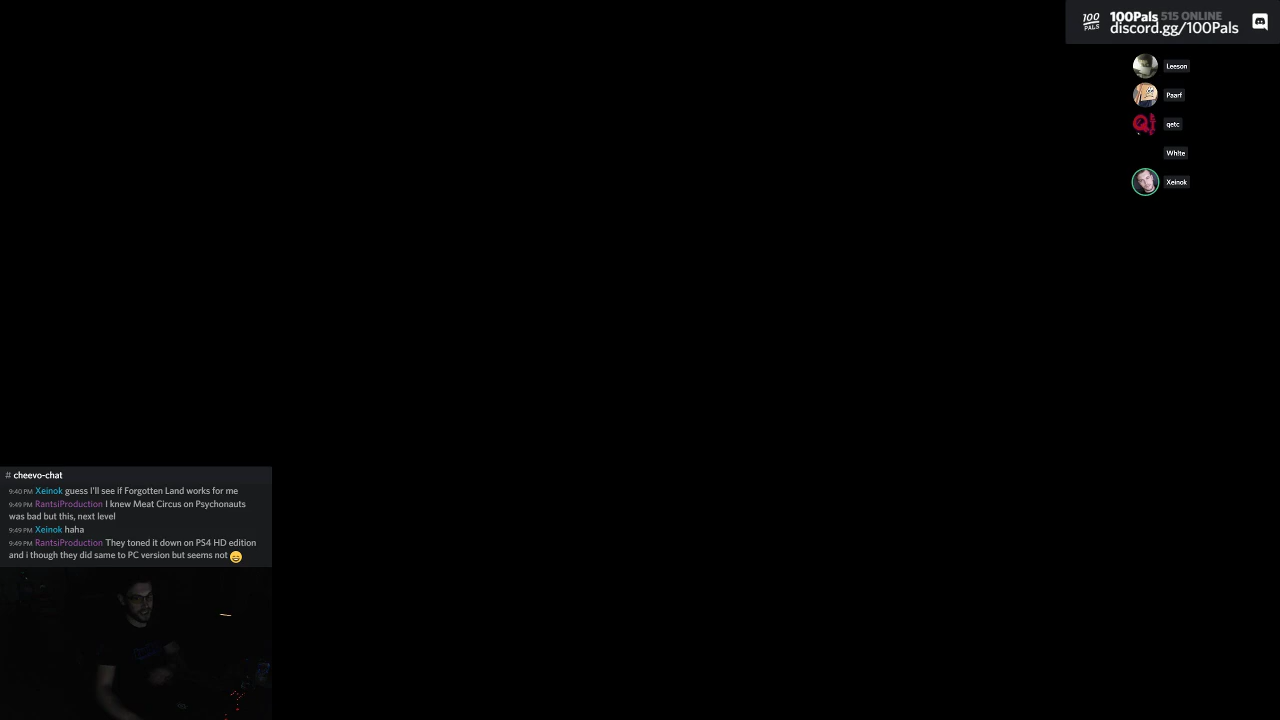 100 PALS
100Pals 515 ONLINE
discord.gg/100Pals
Leeson
Paarf
qetc
Whlte
Xeinok
# cheevo-chat
9:40 PM Xeinok guess I'll see if Forgotten Land works for me
9:49 PM RantsiProduction I knew Meat Circus on Psychonauts
was bad but this, next level
9:49 PM Xeinok haha
9:49 PM RantsiProduction They toned it down on PS4 HD edition
and i though they did same to PC version but seems not